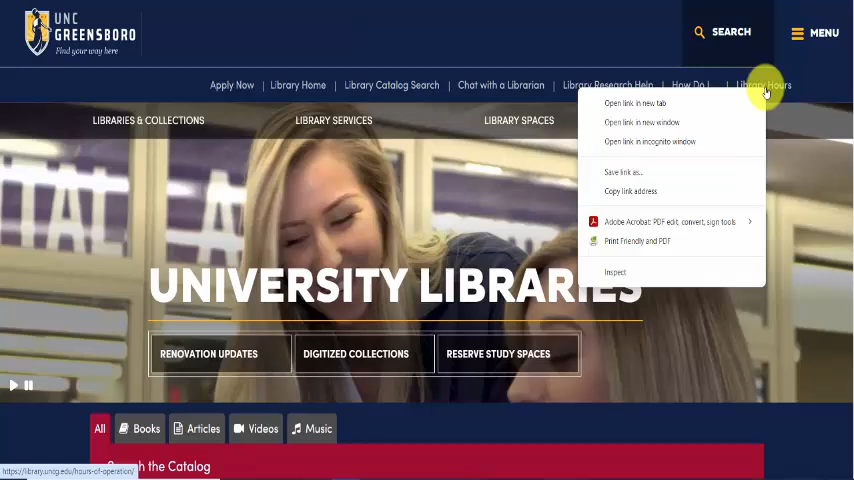 UNC
GREENSBORO
Find your way here
SEARCH
MENU
Apply Now | Library Home | Library Catalog Search | Chat with a Librarian | Library Research Help | How Do I... | Library Hours
LIBRARIES & COLLECTIONS
LIBRARY SERVICES
LIBRARY SPACES
Open link in new tab
Open link in new window
Open link in incognito window
Save link as...
Copy link address
Adobe Acrobat: PDF edit, convert, sign tools
Print Friendly and PDF
Inspect
UNIVERSITY LIBRARIES
RENOVATION UPDATES
DIGITIZED COLLECTIONS
RESERVE STUDY SPACES
All
Books
Articles
Videos
Music
Search the Catalog
https://library.uncg.edu/hours-of-operation/